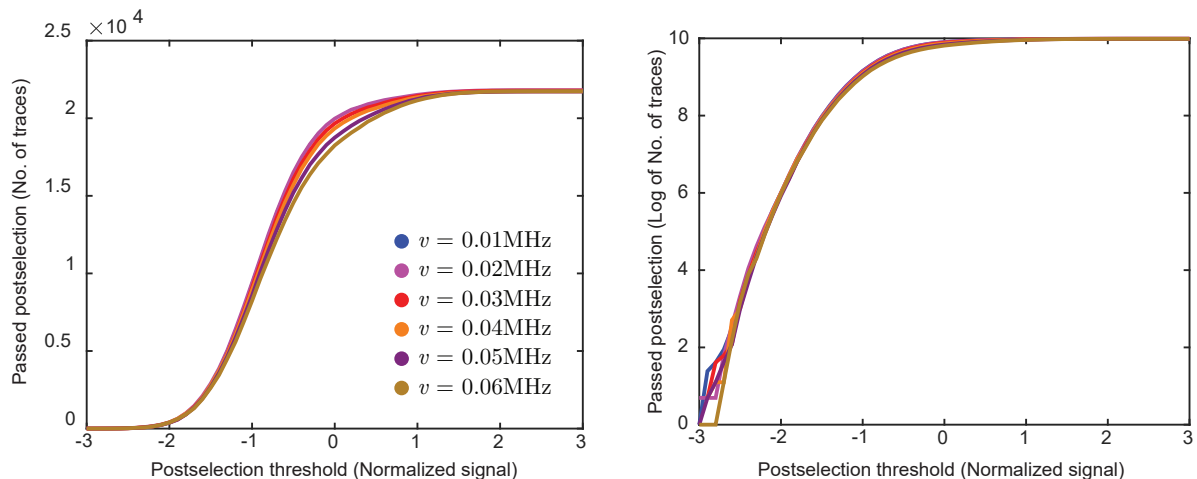 ×10 4
2.5
2
1.5
1
0.5
0
-3 -2 -1 0 1 2 3
Passed postselection (No. of traces)
Postselection threshold (Normalized signal)
v = 0.01MHz
v = 0.02MHz
v = 0.03MHz
v = 0.04MHz
v = 0.05MHz
v = 0.06MHz
10
8
6
4
2
0
-3 -2 -1 0 1 2 3
Passed postselection (Log of No. of traces)
Postselection threshold (Normalized signal)